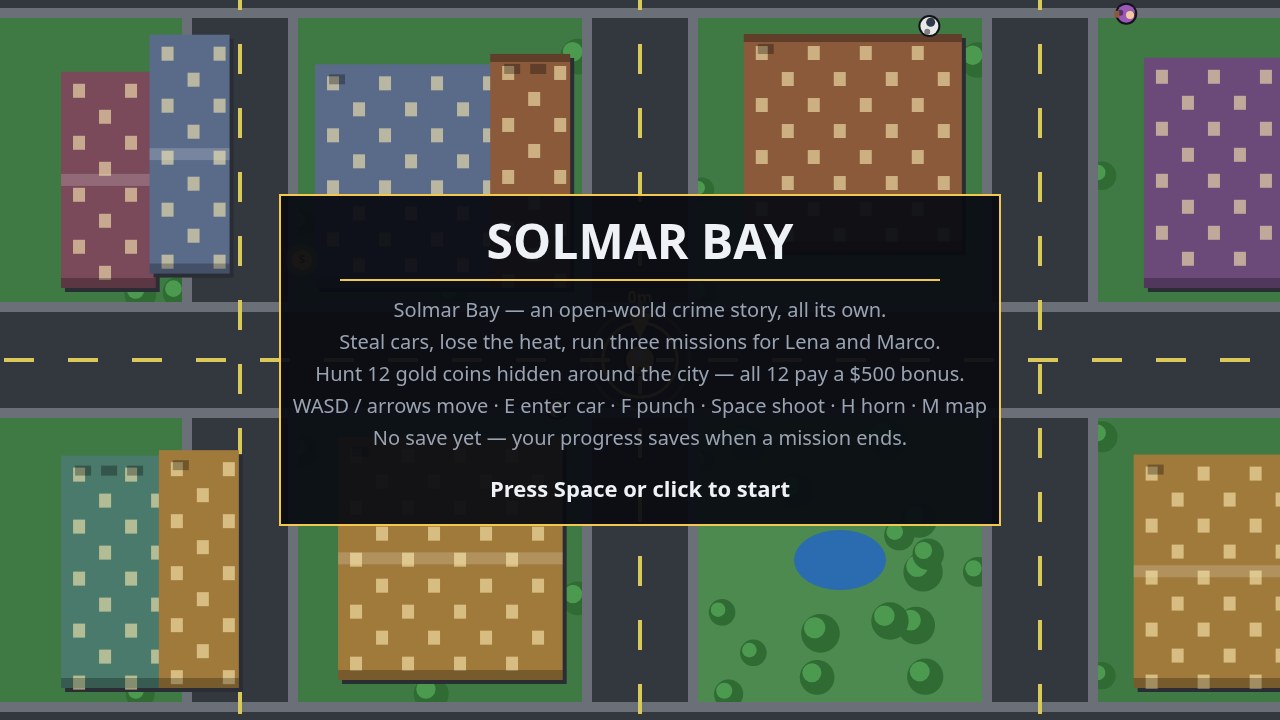 SOLMAR BAY
Solmar Bay — an open-world crime story, all its own.
Steal cars, lose the heat, run three missions for Lena and Marco.
Hunt 12 gold coins hidden around the city — all 12 pay a $500 bonus.
WASD / arrows move · E enter car · F punch · Space shoot · H horn · M map
No save yet — your progress saves when a mission ends.
Press Space or click to start